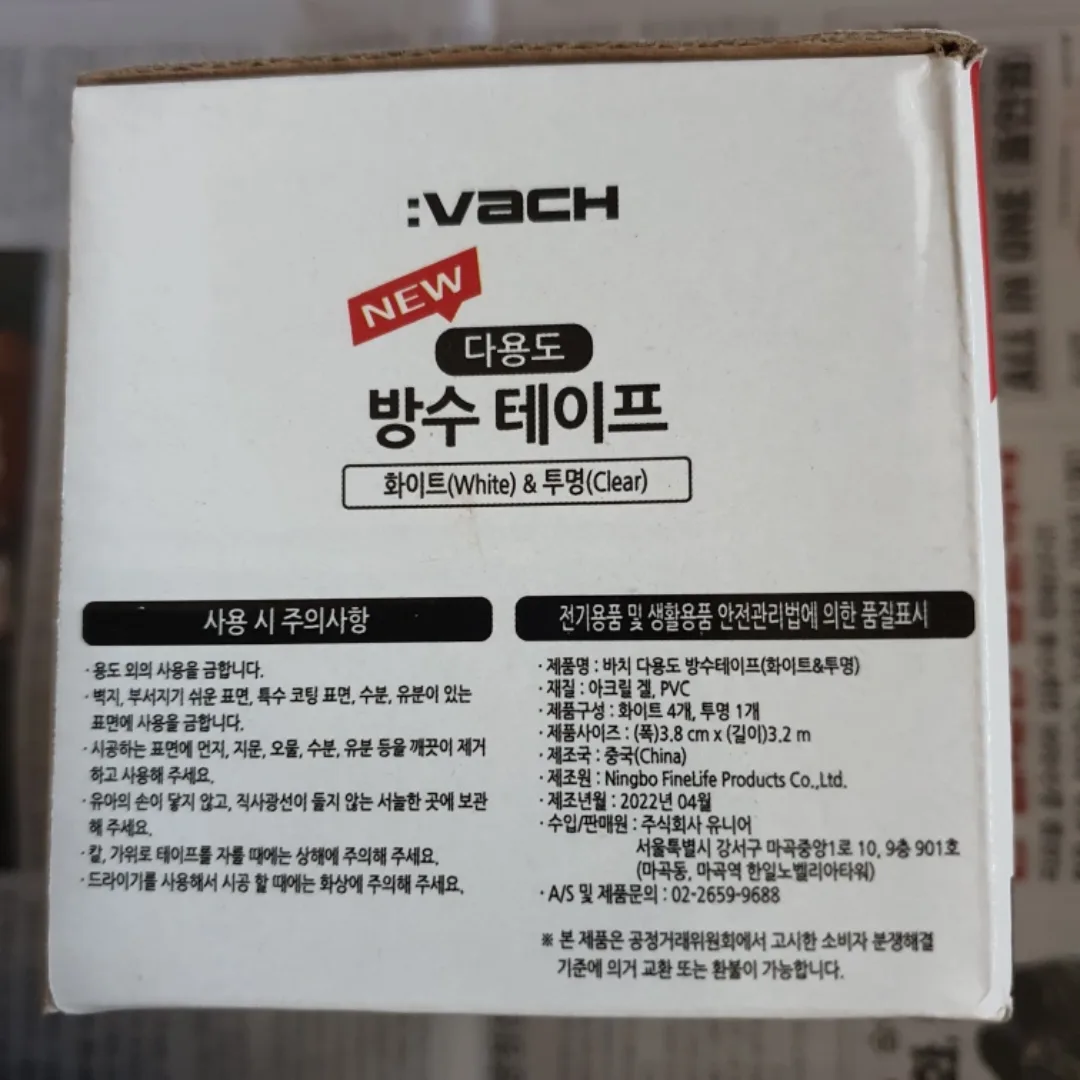 :VaCH
NEW
다용도
방수 테이프
화이트(White) & 투명(Clear)
사용 시 주의사항
· 용도 외의 사용을 금합니다.
· 벽지, 부서지기 쉬운 표면, 특수 코팅 표면, 수분, 유분이 있는
표면에 사용을 금합니다.
· 시공하는 표면에 먼지, 지문, 오물, 수분, 유분 등을 깨끗이 제거
하고 사용해 주세요.
· 유아의 손이 닿지 않고, 직사광선이 들지 않는 서늘한 곳에 보관
해 주세요.
· 칼, 가위로 테이프를 자를 때에는 상해에 주의해 주세요.
· 드라이기를 사용해서 시공 할 때에는 화상에 주의해 주세요.
전기용품 및 생활용품 안전관리법에 의한 품질표시
· 제품명 : 바치 다용도 방수테이프(화이트&투명)
· 재질 : 아크릴 겔, PVC
· 제품구성 : 화이트 4개, 투명 1개
· 제품사이즈 : (폭)3.8 cm x (길이)3.2 m
· 제조국 : 중국(China)
· 제조원 : Ningbo FineLife Products Co.,Ltd.
· 제조년월 : 2022년 04월
· 수입/판매원 : 주식회사 유니어
서울특별시 강서구 마곡중앙1로 10, 9층 901호
(마곡동, 마곡역 한일노벨리아타워)
· A/S 및 제품문의 : 02-2659-9688
※ 본 제품은 공정거래위원회에서 고시한 소비자 분쟁해결
기준에 의거 교환 또는 환불이 가능합니다.
ALL IN ONE